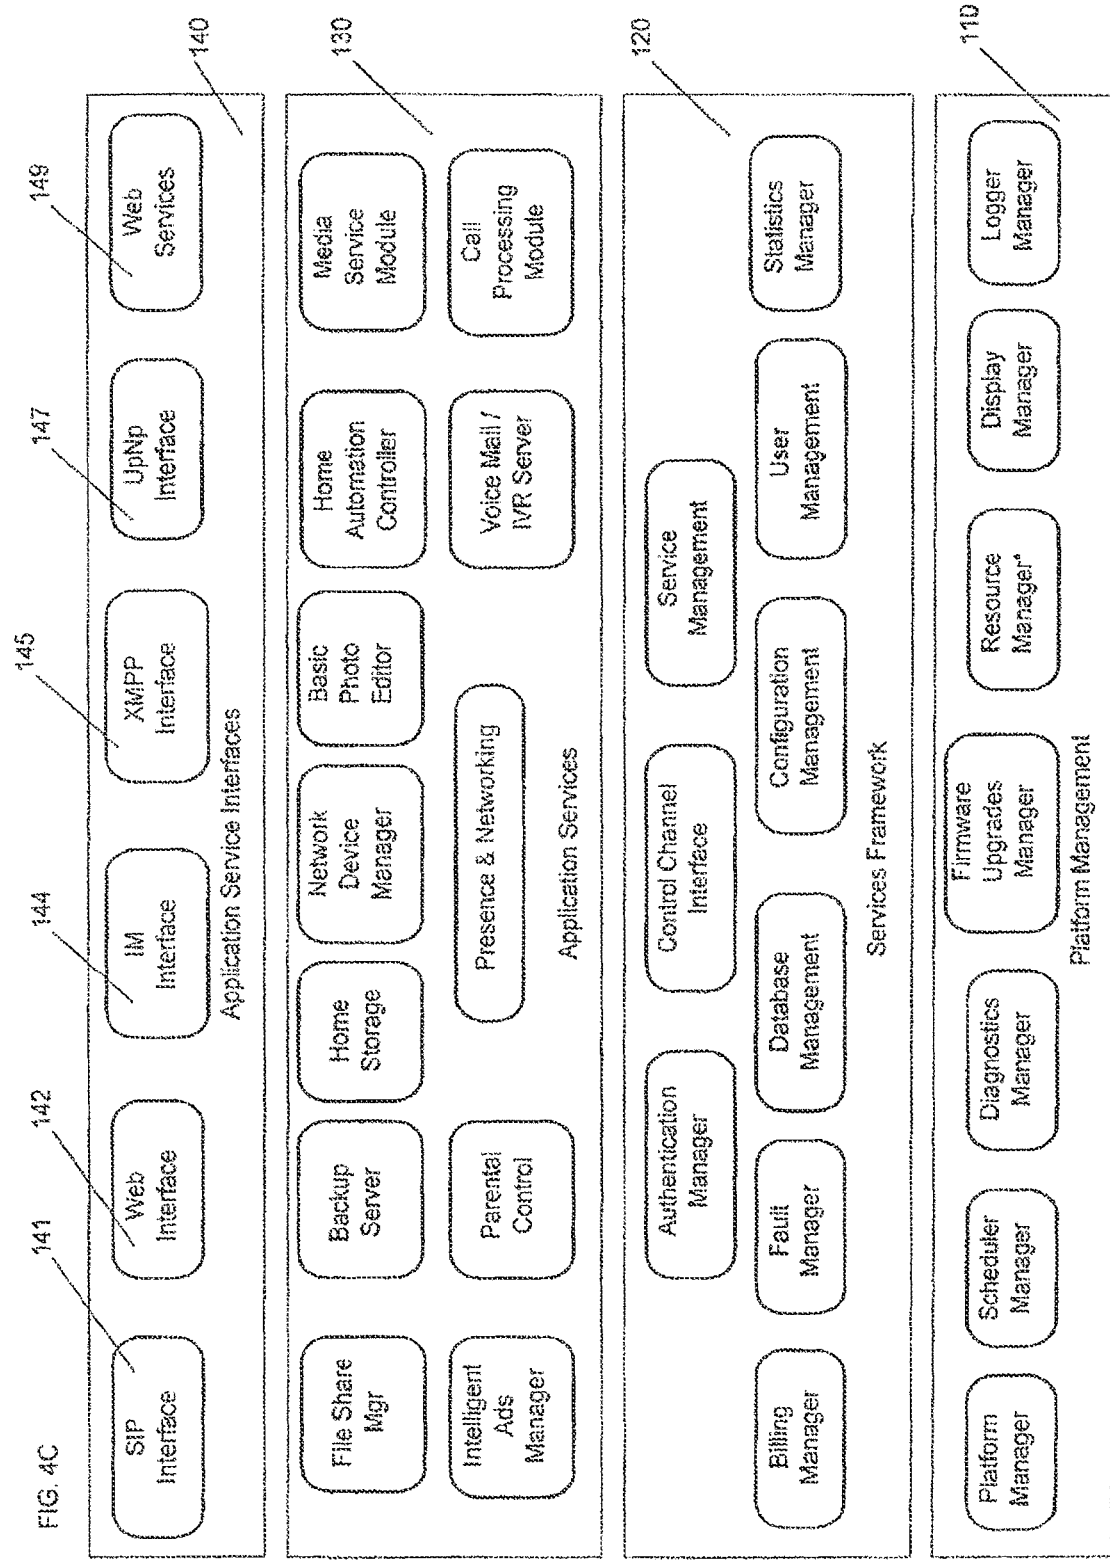 FIG. 4C
141
142
144
145
147
149
SIP
Interface
Web
Interface
IM
Interface
XMPP
Interface
UpNp
Interface
Web
Services
Application Service Interfaces
140
File Share
Mgr
Backup
Server
Home
Storage
Network
Device
Manager
Basic
Photo
Editor
Home
Automation
Controller
Media
Service
Module
Intelligent
Ads
Manager
Parental
Control
Presence & Networking
Voice Mail /
IVR Server
Call
Processing
Module
Application Services
130
Authentication
Manager
Control Channel
Interface
Service
Management
Billing
Manager
Fault
Manager
Database
Management
Configuration
Management
User
Management
Statistics
Manager
Services Framework
120
Platform
Manager
Scheduler
Manager
Diagnostics
Manager
Firmware
Upgrades
Manager
Resource
Manager*
Display
Manager
Logger
Manager
Platform Management
110